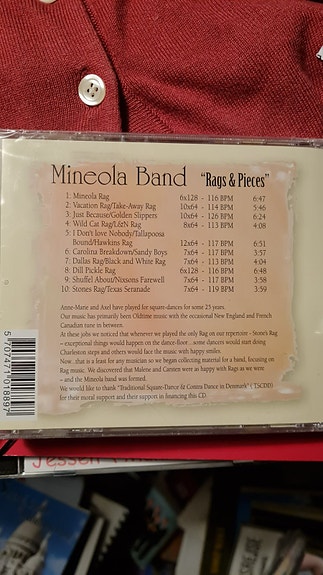 Mineola Band "Rags & Pieces"
1: Mineola Rag 6x128 - 116 BPM 6:47
2: Vacation Rag/Take-Away Rag 10x64 - 114 BPM 5:46
3: Just Because/Golden Slippers 10x64 - 126 BPM 6:24
4: Wild Cat Rag/L&N Rag 8x64 - 113 BPM 4:08
5: I Don't love Nobody/Tallapoosa
Bound/Hawkins Rag 12x64 - 117 BPM 6:51
6: Carolina Breakdown/Sandy Boys 7x64 - 117 BPM 3:57
7: Dallas Rag/Black and White Rag 7x64 - 113 BPM 4:04
8: Dill Pickle Rag 6x128 - 116 BPM 6:48
9: Shuffel About/Nixsons Farewell 7x64 - 117 BPM 3:58
10: Stones Rag/Texas Seranade 7x64 - 119 BPM 3:59
Anne-Marie and Axel have played for square-dances for some 25 years.
Our music has primarily been Oldtime music with the occasional New England and French
Canadian tune in between.
At these jobs we noticed that whenever we played the only Rag on our repertoire - Stones Rag
- exceptional things would happen on the dance-floor. . some dancers would start doing
Charleston steps and others would face the music with happy smiles.
Now...that is a feast for any musician so we began collecting material for a band, focusing on
Rag music. We discovered that Malene and Carsten were as happy with Rags as we were
- and the Mineola band was formed.
We would like to thank "Traditional Square-Dance & Contra Dance in Denmark" (TSCDD)
for their moral support and their support in financing this CD.
5 707471 018887